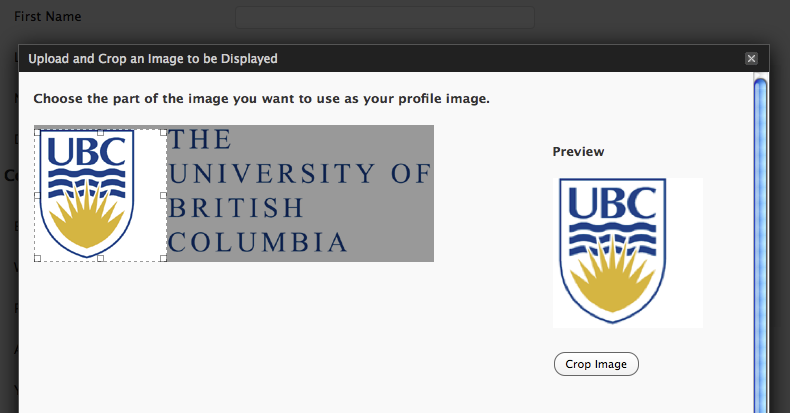 First Name
Upload and Crop an Image to be Displayed
Choose the part of the image you want to use as your profile image.
UBC
THE
UNIVERSITY OF
BRITISH
COLUMBIA
Preview
UBC
Crop Image